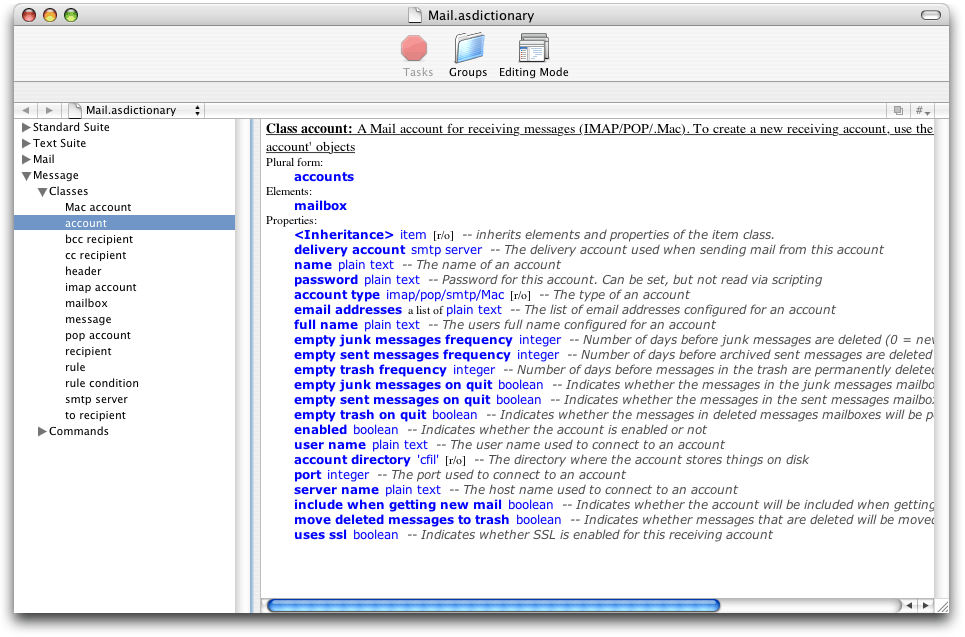 Mail.asdictionary
Tasks
Groups
Editing Mode
Mail.asdictionary
#
Standard Suite
Text Suite
Mail
Message
Classes
Mac account
account
bcc recipient
cc recipient
header
imap account
mailbox
message
pop account
recipient
rule
rule condition
smtp server
to recipient
Commands
Class account: A Mail account for receiving messages (IMAP/POP/.Mac). To create a new receiving account, use the
account' objects
Plural form:
accounts
Elements:
mailbox
Properties:
<Inheritance> item [r/o] -- inherits elements and properties of the item class.
delivery account smtp server -- The delivery account used when sending mail from this account
name plain text -- The name of an account
password plain text -- Password for this account. Can be set, but not read via scripting
account type imap/pop/smtp/Mac [r/o] -- The type of an account
email addresses a list of plain text -- The list of email addresses configured for an account
full name plain text -- The users full name configured for an account
empty junk messages frequency integer -- Number of days before junk messages are deleted (0 = nev
empty sent messages frequency integer -- Number of days before archived sent messages are deleted
empty trash frequency integer -- Number of days before messages in the trash are permanently deleted
empty junk messages on quit boolean -- Indicates whether the messages in the junk messages mailbo
empty sent messages on quit boolean -- Indicates whether the messages in the sent messages mailbo
empty trash on quit boolean -- Indicates whether the messages in deleted messages mailboxes will be p
enabled boolean -- Indicates whether the account is enabled or not
user name plain text -- The user name used to connect to an account
account directory 'cfil' [r/o] -- The directory where the account stores things on disk
port integer -- The port used to connect to an account
server name plain text -- The host name used to connect to an account
include when getting new mail boolean -- Indicates whether the account will be included when getting
move deleted messages to trash boolean -- Indicates whether messages that are deleted will be moved
uses ssl boolean -- Indicates whether SSL is enabled for this receiving account